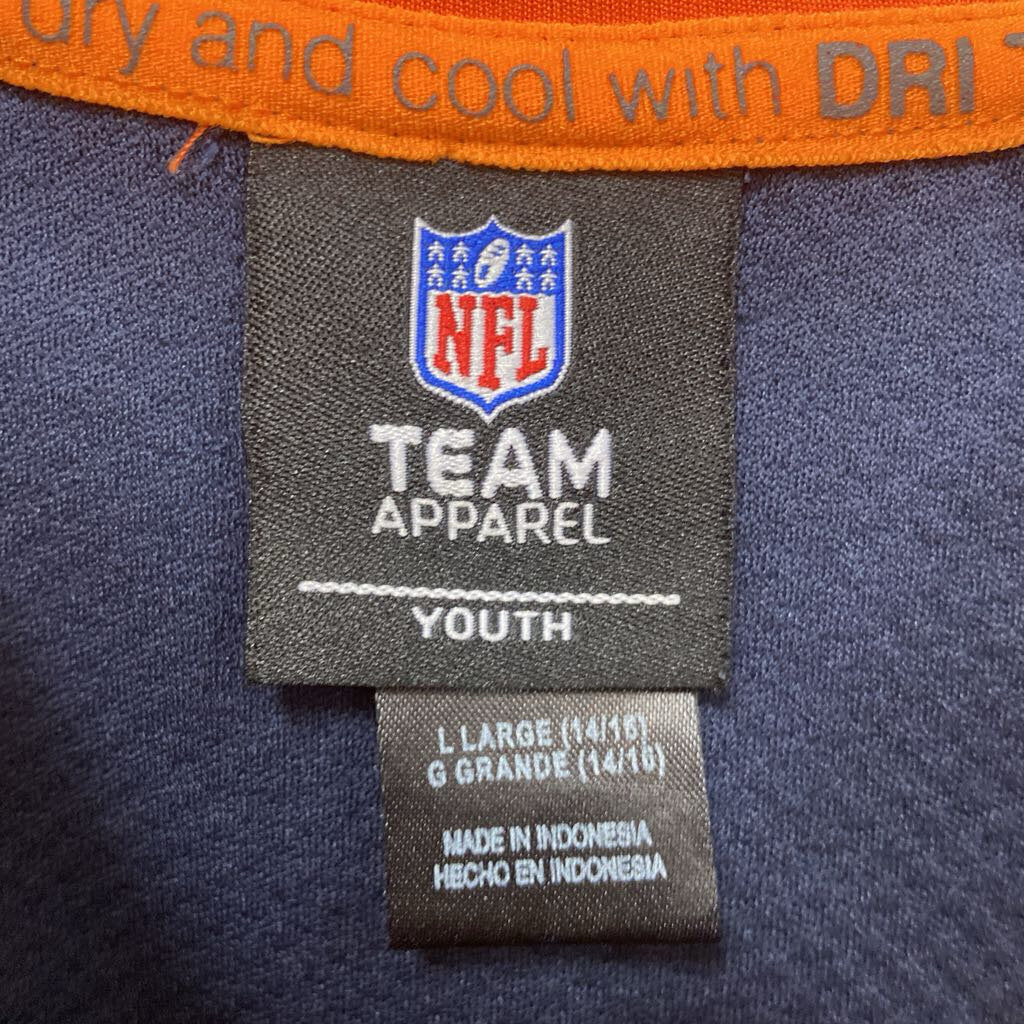 dry and cool with DRI
NFL
TEAM
APPAREL
YOUTH
L LARGE (14/16)
G GRANDE (14/16)
MADE IN INDONESIA
HECHO EN INDONESIA